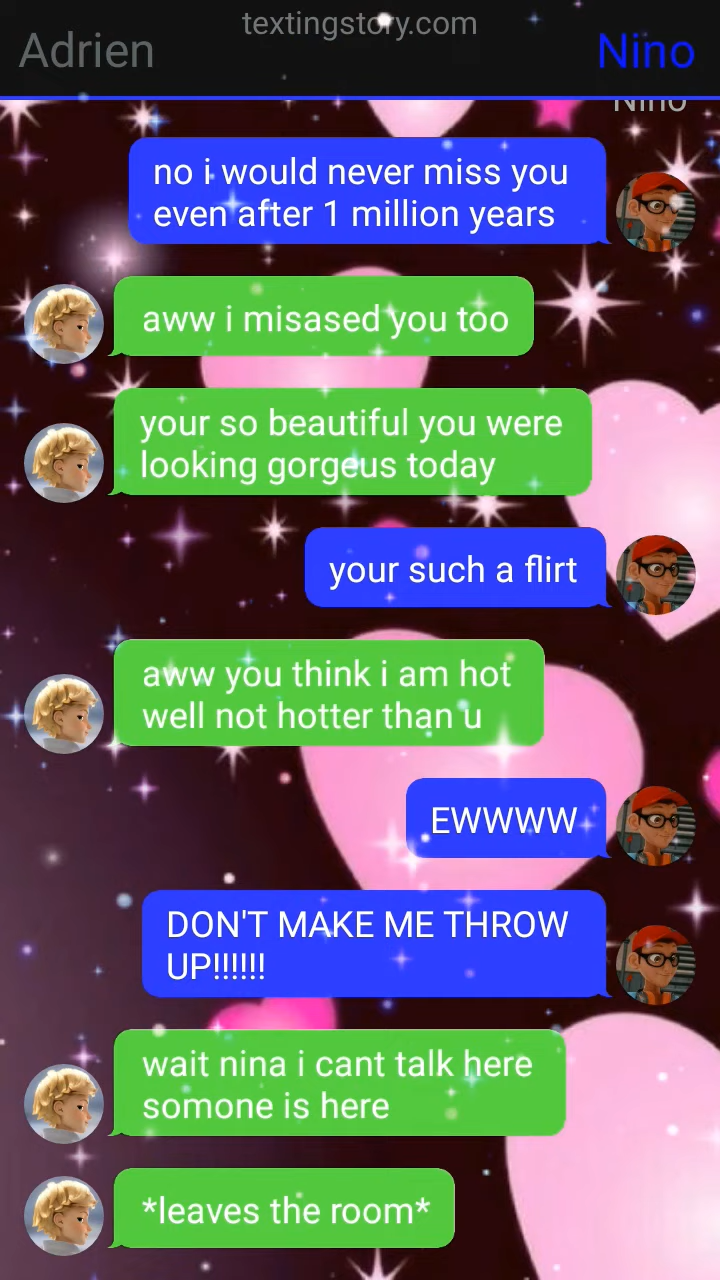 textingstory.com
Adrien
Nino
Nino
no i would never miss you
even after 1 million years
aww i misased you too
your so beautiful you were
looking gorgeus today
your such a flirt
aww you think i am hot
well not hotter than u
EWWWW
DON'T MAKE ME THROW
UP!!!!!!
wait nina i cant talk here
somone is here
*leaves the room*